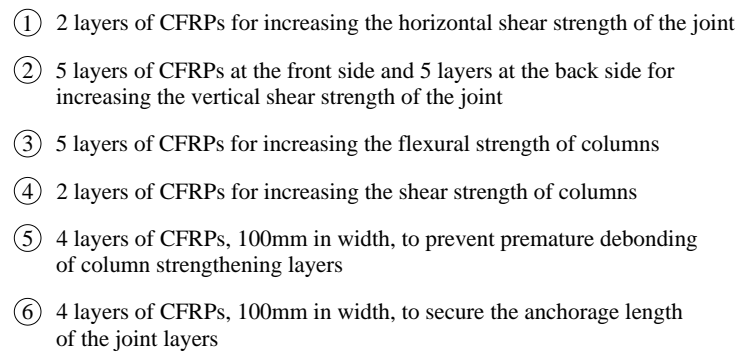 ① 2 layers of CFRPs for increasing the horizontal shear strength of the joint
② 5 layers of CFRPs at the front side and 5 layers at the back side for
increasing the vertical shear strength of the joint
③ 5 layers of CFRPs for increasing the flexural strength of columns
④ 2 layers of CFRPs for increasing the shear strength of columns
⑤ 4 layers of CFRPs, 100mm in width, to prevent premature debonding
of column strengthening layers
⑥ 4 layers of CFRPs, 100mm in width, to secure the anchorage length
of the joint layers